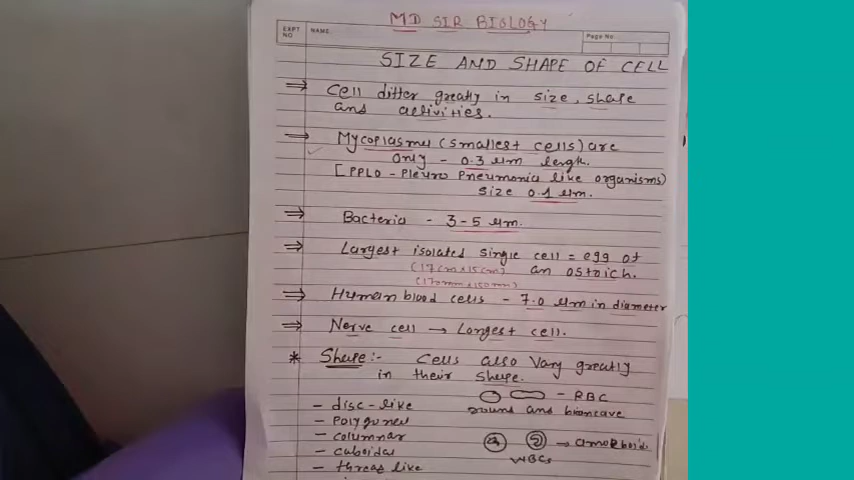 MD SIR BIOLOGY
EXPT NO
NAME
Page No.
SIZE AND SHAPE OF CELL
⇒ Cell differ greatly in size, shape
and activities.
⇒ Mycoplasma (smallest cells) are
only - 0.3 μm length.
[PPLO - Pleuro Pneumonia like organisms)
size 0.1 μm.
⇒ Bacteria - 3-5 μm.
⇒ Largest isolated single cell = egg of
(17cm×15cm) an ostrich.
(170mm×150mm)
⇒ Human blood cells - 7.0 μm in diameter
⇒ Nerve cell → Longest cell.
* Shape :- Cells also vary greatly
in their shape.
- RBC
- disc-like round and biconcave
- Polygonal
- columnar → amoeboid
- cuboidal WBCs
- thread like